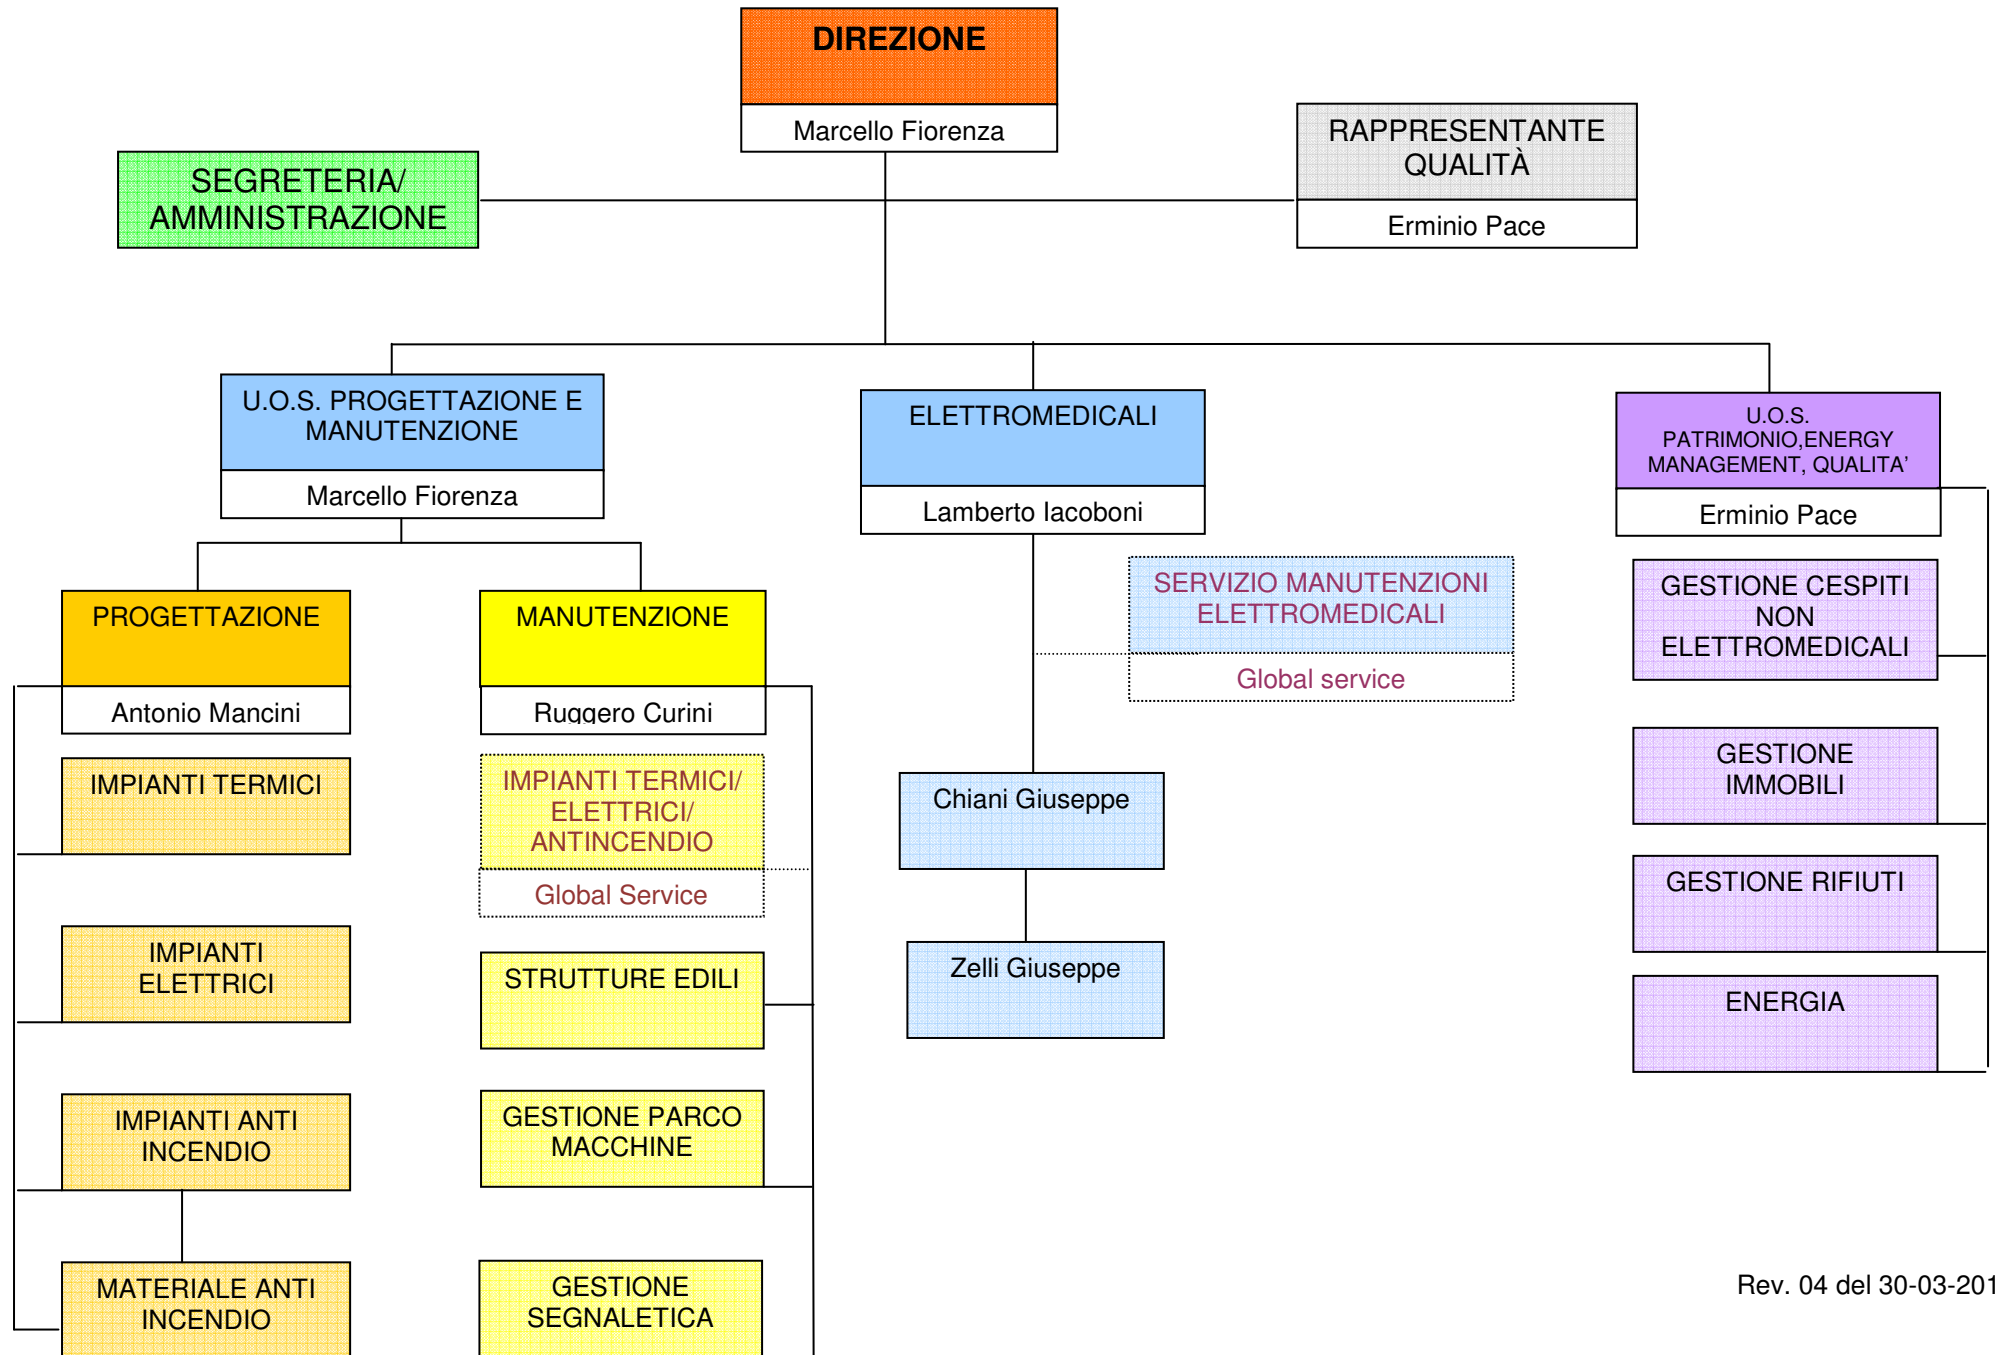 DIREZIONE
Marcello Fiorenza
RAPPRESENTANTE
QUALITÀ
Erminio Pace
SEGRETERIA/
AMMINISTRAZIONE
U.O.S. PROGETTAZIONE E
MANUTENZIONE
Marcello Fiorenza
ELETTROMEDICALI
Lamberto Iacoboni
U.O.S.
PATRIMONIO,ENERGY
MANAGEMENT, QUALITA’
Erminio Pace
PROGETTAZIONE
Antonio Mancini
MANUTENZIONE
Ruggero Curini
SERVIZIO MANUTENZIONI
ELETTROMEDICALI
Global service
GESTIONE CESPITI
NON
ELETTROMEDICALI
IMPIANTI TERMICI
IMPIANTI TERMICI/
ELETTRICI/
ANTINCENDIO
Global Service
Chiani Giuseppe
GESTIONE
IMMOBILI
GESTIONE RIFIUTI
IMPIANTI
ELETTRICI
STRUTTURE EDILI
Zelli Giuseppe
ENERGIA
IMPIANTI ANTI
INCENDIO
GESTIONE PARCO
MACCHINE
MATERIALE ANTI
INCENDIO
GESTIONE
SEGNALETICA
Rev. 04 del 30-03-201